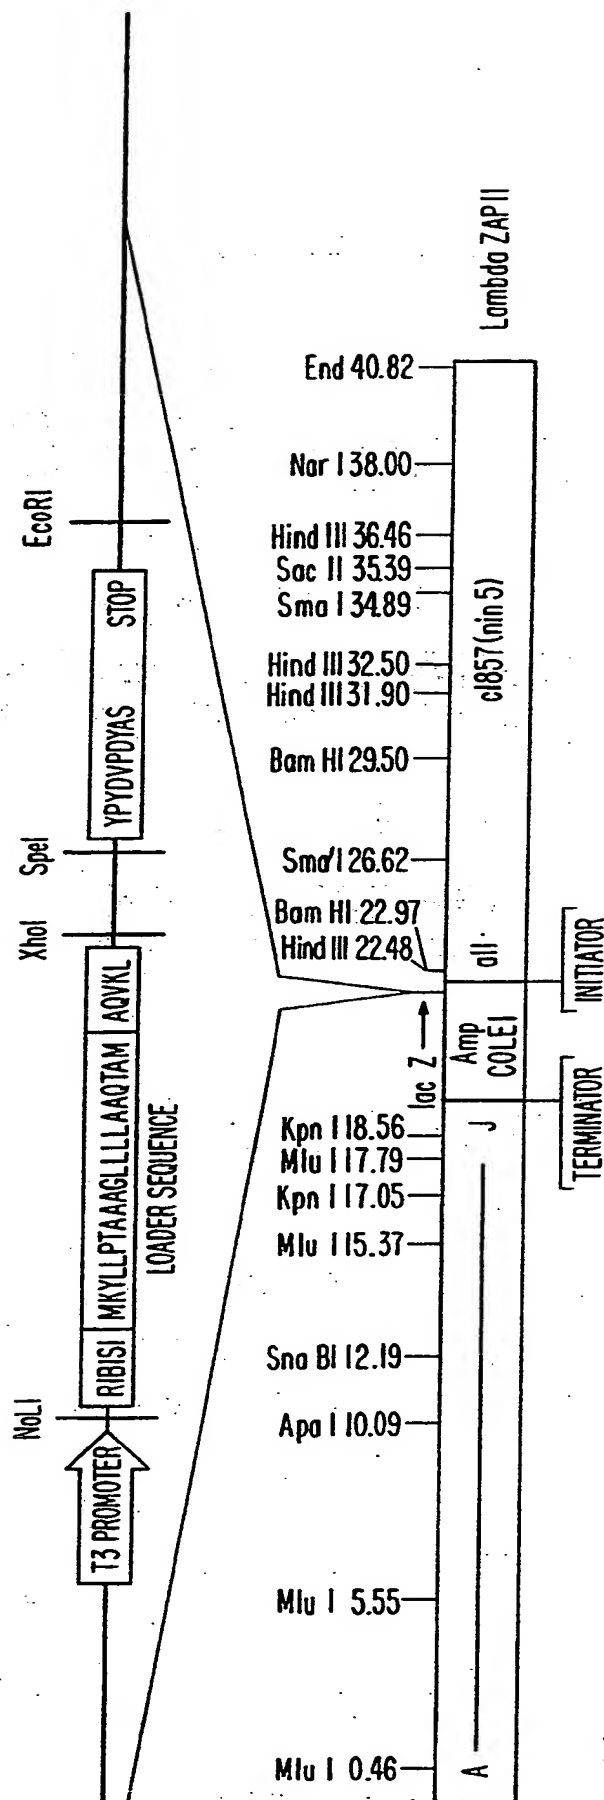 Lambda ZAPII
End 40.82
Nar I 38.00
Hind III 36.46
Sac II 35.39
Sma I 34.89
Hind III 32.50
Hind III 31.90
Bam HI 29.50
Sma I 26.62
Bam HI 22.97
Hind III 22.48
lac Z
Kpn I 18.56
Mlu I 17.79
Kpn I 17.05
Mlu I 15.37
Sna BI 12.19
Apa I 10.09
Mlu I 5.55
Mlu I 0.46
cI857 (nin 5)
att
Amp
COLE1
J
A
INITIATOR
TERMINATOR
EcoRI
SpeI
XhoI
NoLI
T3 PROMOTER
RIBISI
MKYLLPTAAAGLLLLAAQTAM
AQVKL
LOADER SEQUENCE
YPYDVPDYAS
STOP